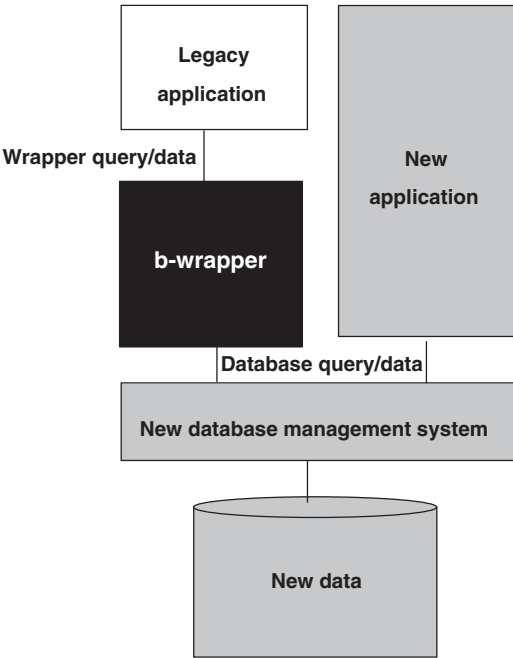 Legacy
application
Wrapper query/data
New
application
b-wrapper
Database query/data
New database management system
New data